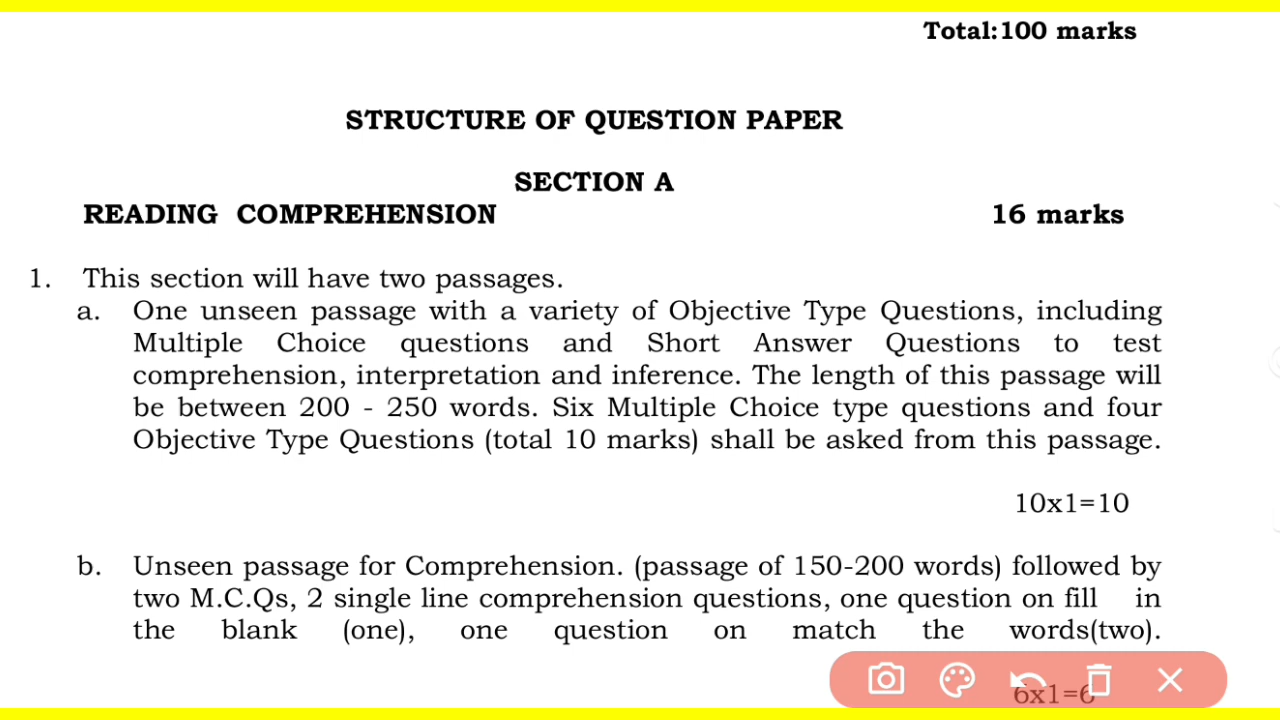 Total:100 marks
STRUCTURE OF QUESTION PAPER
SECTION A
READING COMPREHENSION 16 marks
1. This section will have two passages.
a. One unseen passage with a variety of Objective Type Questions, including
Multiple Choice questions and Short Answer Questions to test
comprehension, interpretation and inference. The length of this passage will
be between 200 - 250 words. Six Multiple Choice type questions and four
Objective Type Questions (total 10 marks) shall be asked from this passage.
10x1=10
b. Unseen passage for Comprehension. (passage of 150-200 words) followed by
two M.C.Qs, 2 single line comprehension questions, one question on fill in
the blank (one), one question on match the words(two).
6x1=6